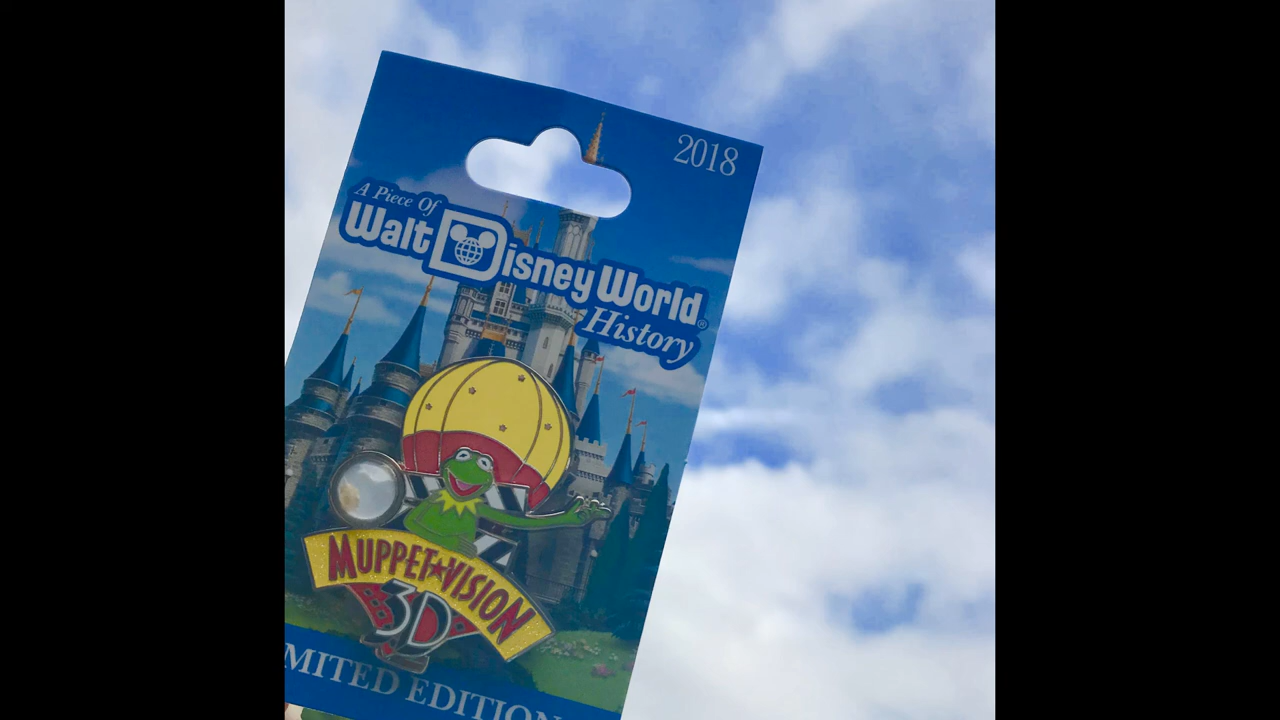 2018
A Piece Of
Walt Disney World®
History
MUPPET★VISION
3D
MITED EDITION